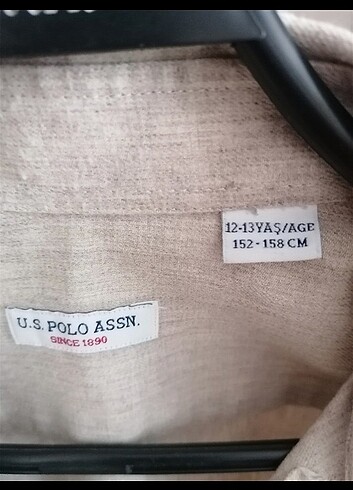 12-13YAŞ/AGE
152-158 CM
U.S. POLO ASSN.
SINCE 1890